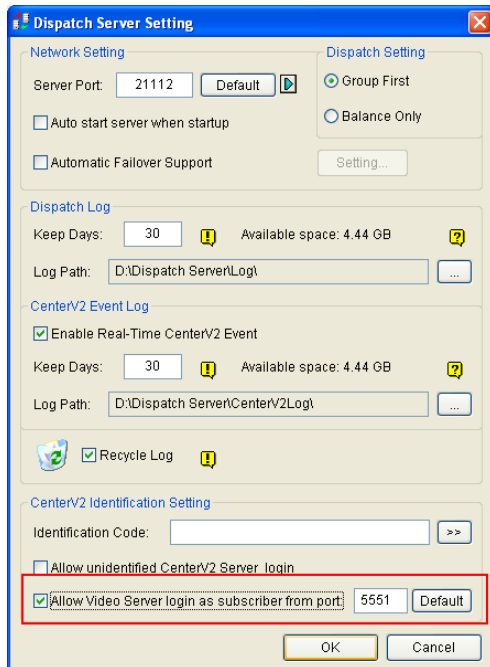 Dispatch Server Setting
Network Setting
Server Port: 21112 Default
Auto start server when startup
Automatic Failover Support
Dispatch Setting
Group First
Balance Only
Setting...
Dispatch Log
Keep Days: 30 ! Available space: 4.44 GB ?
Log Path: D:\Dispatch Server\Log\ ...
CenterV2 Event Log
Enable Real-Time CenterV2 Event
Keep Days: 30 ! Available space: 4.44 GB ?
Log Path: D:\Dispatch Server\CenterV2Log\ ...
Recycle Log !
CenterV2 Identification Setting
Identification Code: >>
Allow unidentified CenterV2 Server login
Allow Video Server login as subscriber from port: 5551 Default
OK Cancel